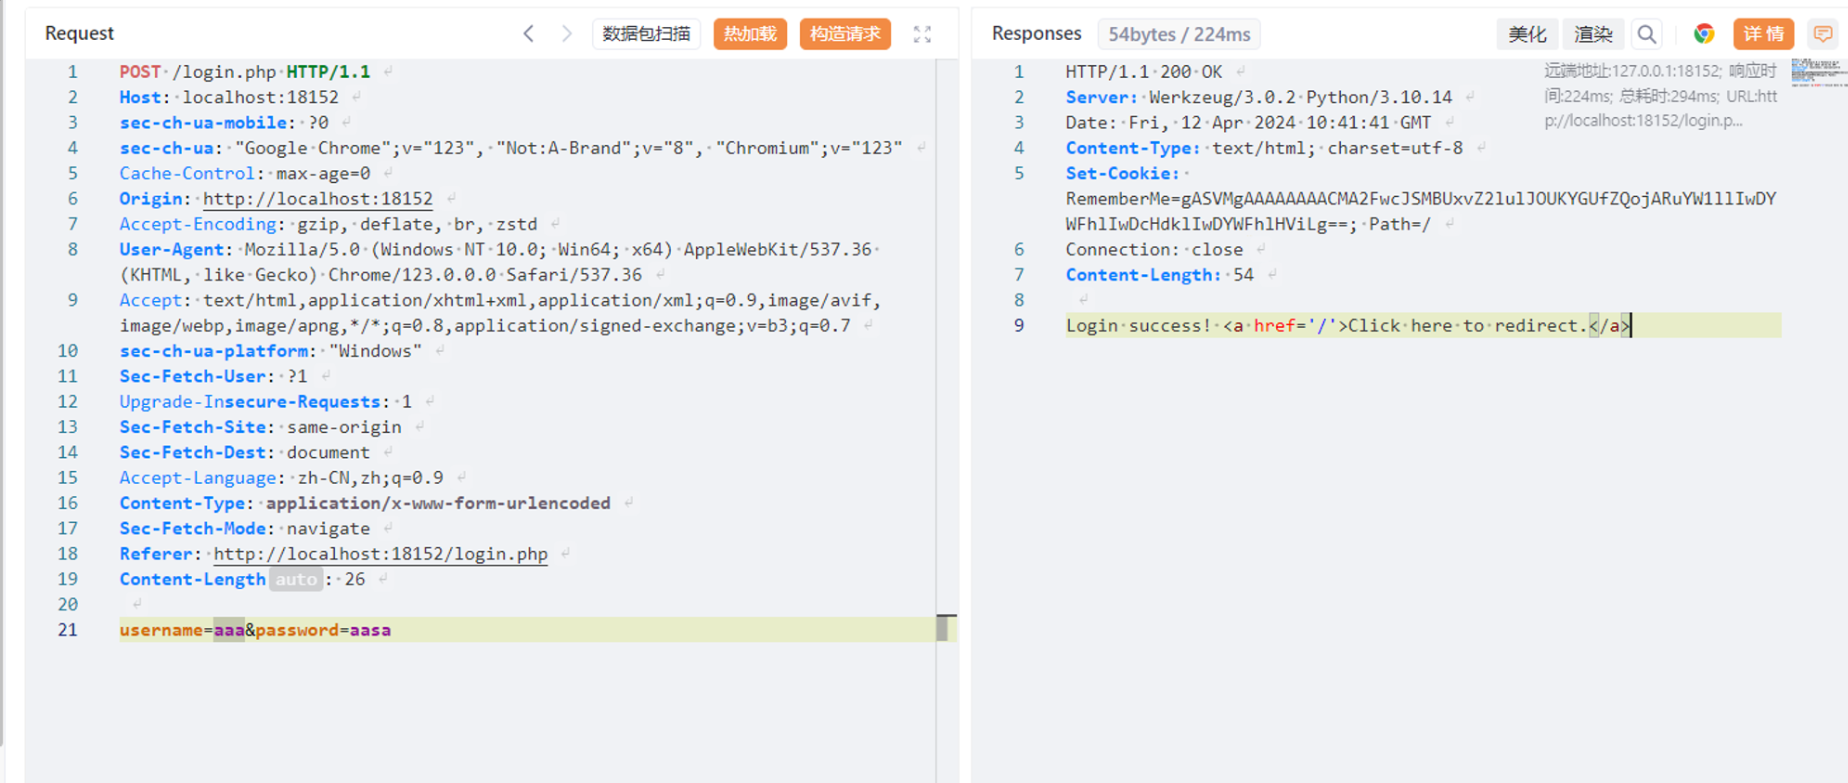 Request
数据包扫描
热加载
构造请求
1 POST /login.php HTTP/1.1
2 Host: localhost:18152
3 sec-ch-ua-mobile: ?0
4 sec-ch-ua: "Google Chrome";v="123", "Not:A-Brand";v="8", "Chromium";v="123"
5 Cache-Control: max-age=0
6 Origin: http://localhost:18152
7 Accept-Encoding: gzip, deflate, br, zstd
8 User-Agent: Mozilla/5.0 (Windows NT 10.0; Win64; x64) AppleWebKit/537.36
(KHTML, like Gecko) Chrome/123.0.0.0 Safari/537.36
9 Accept: text/html,application/xhtml+xml,application/xml;q=0.9,image/avif,
image/webp,image/apng,*/*;q=0.8,application/signed-exchange;v=b3;q=0.7
10 sec-ch-ua-platform: "Windows"
11 Sec-Fetch-User: ?1
12 Upgrade-Insecure-Requests: 1
13 Sec-Fetch-Site: same-origin
14 Sec-Fetch-Dest: document
15 Accept-Language: zh-CN,zh;q=0.9
16 Content-Type: application/x-www-form-urlencoded
17 Sec-Fetch-Mode: navigate
18 Referer: http://localhost:18152/login.php
19 Content-Length auto : 26
20
21 username=aaa&password=aasa
Responses
54bytes / 224ms
美化
渲染
详 情
1 HTTP/1.1 200 OK
2 Server: Werkzeug/3.0.2 Python/3.10.14
3 Date: Fri, 12 Apr 2024 10:41:41 GMT
4 Content-Type: text/html; charset=utf-8
5 Set-Cookie:
RememberMe=gASVMgAAAAAAAACMA2FwcJSMBUxvZ2lulJOUKYGUfZQojARuYW1llIwDY
WFhlIwDcHdklIwDYWFhlHViLg==; Path=/
6 Connection: close
7 Content-Length: 54
8
9 Login success! <a href='/'>Click here to redirect.</a>
远端地址:127.0.0.1:18152; 响应时
间:224ms; 总耗时:294ms; URL:htt
p://localhost:18152/login.p...